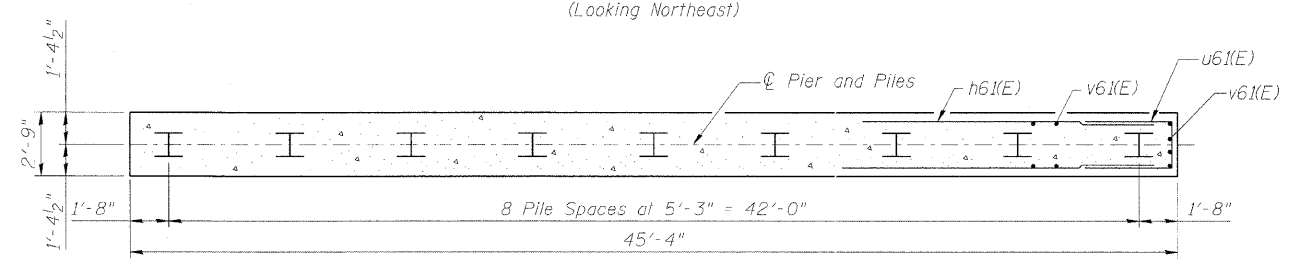 (Looking Northeast)
1'-4½"
2'-9"
1'-4½"
℄ Pier and Piles
h61(E)
v61(E)
u61(E)
v61(E)
1'-8"
8 Pile Spaces at 5'-3" = 42'-0"
1'-8"
45'-4"